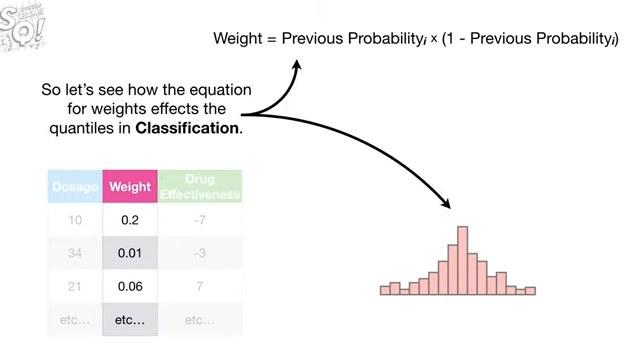 SQ!
Weight = Previous Probabilityᵢ × (1 - Previous Probabilityᵢ)
So let's see how the equation
for weights effects the
quantiles in Classification.
Dosage Weight Drug Effectiveness
10 0.2 -7
34 0.01 -3
21 0.06 7
etc… etc… etc…